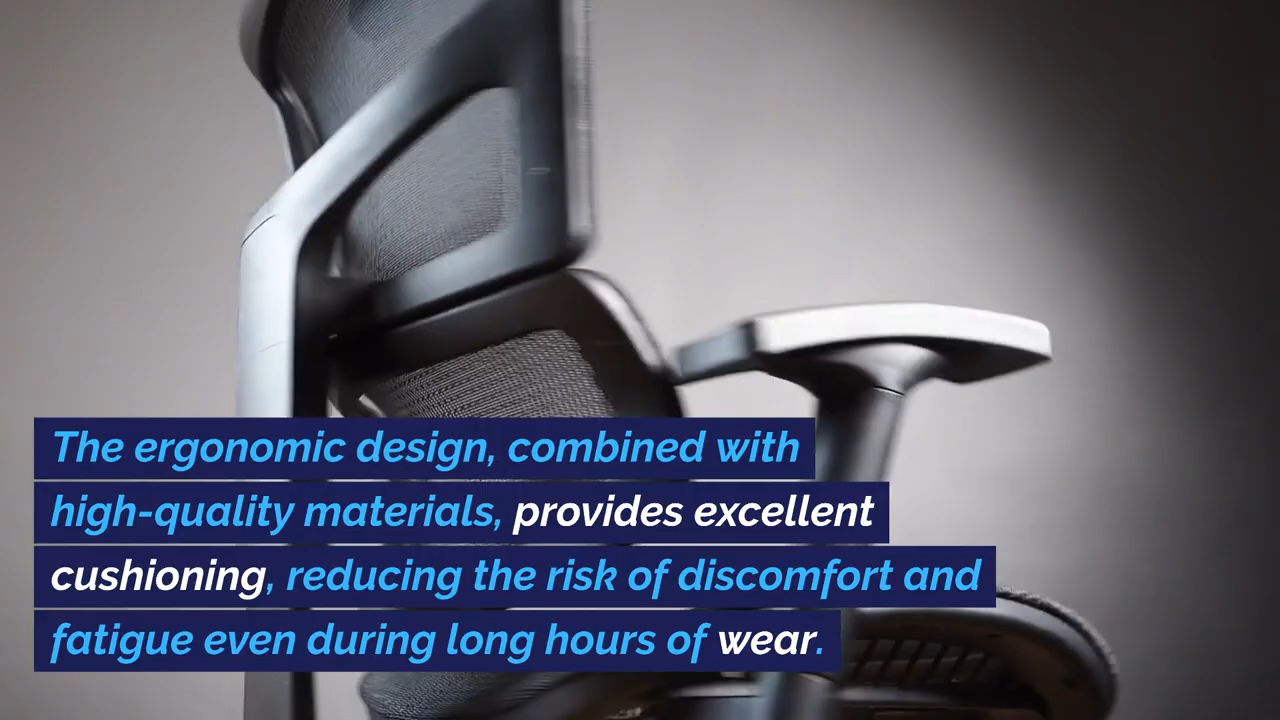 The ergonomic design, combined with
high-quality materials, provides excellent
cushioning, reducing the risk of discomfort and
fatigue even during long hours of wear.